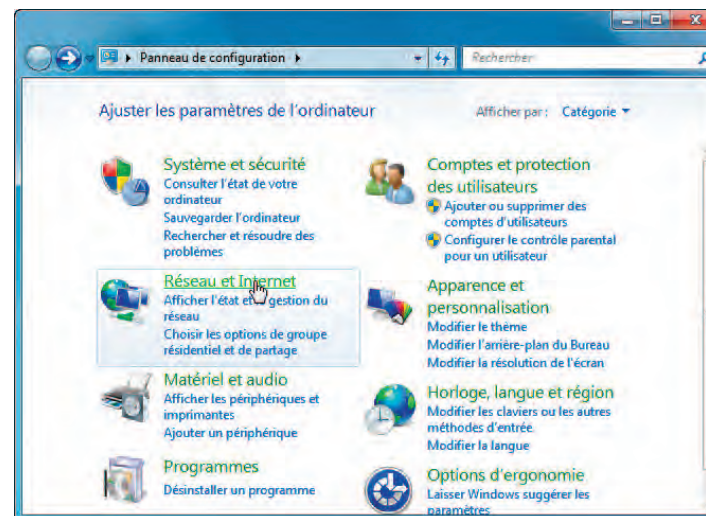 Panneau de configuration
Rechercher
Ajuster les paramètres de l'ordinateur
Afficher par : Catégorie
Système et sécurité
Consulter l'état de votre
ordinateur
Sauvegarder l'ordinateur
Rechercher et résoudre des
problèmes
Réseau et Internet
Afficher l'état et gestion du
réseau
Choisir les options de groupe
résidentiel et de partage
Matériel et audio
Afficher les périphériques et
imprimantes
Ajouter un périphérique
Programmes
Désinstaller un programme
Comptes et protection
des utilisateurs
Ajouter ou supprimer des
comptes d'utilisateurs
Configurer le contrôle parental
pour un utilisateur
Apparence et
personnalisation
Modifier le thème
Modifier l'arrière-plan du Bureau
Modifier la résolution de l'écran
Horloge, langue et région
Modifier les claviers ou les autres
méthodes d'entrée
Modifier la langue
Options d'ergonomie
Laisser Windows suggérer les
paramètres